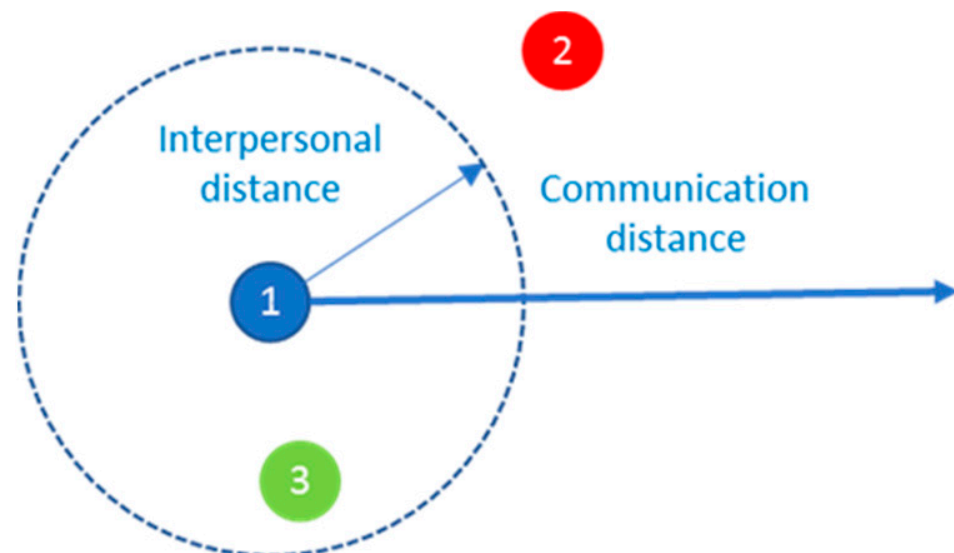 2
Interpersonal
distance
Communication
distance
1
3